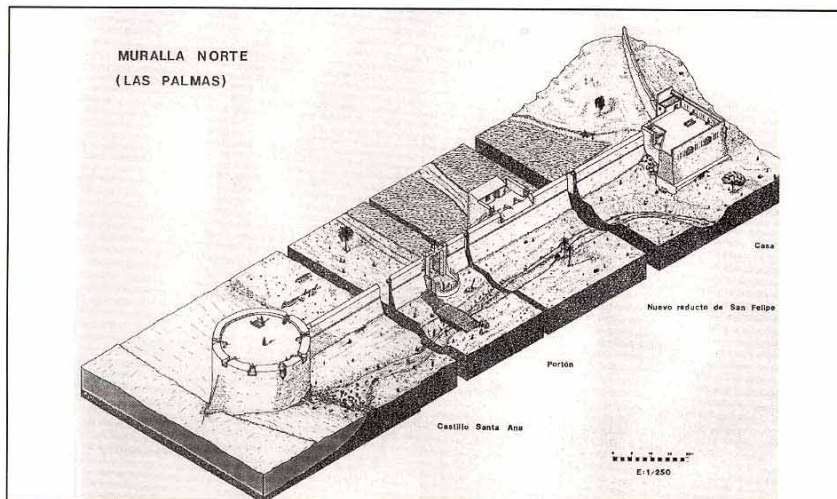 MURALLA NORTE
(LAS PALMAS)
Casa
Nuevo reducto de San Felipe
Portón
Castillo Santa Ana
E:1/250